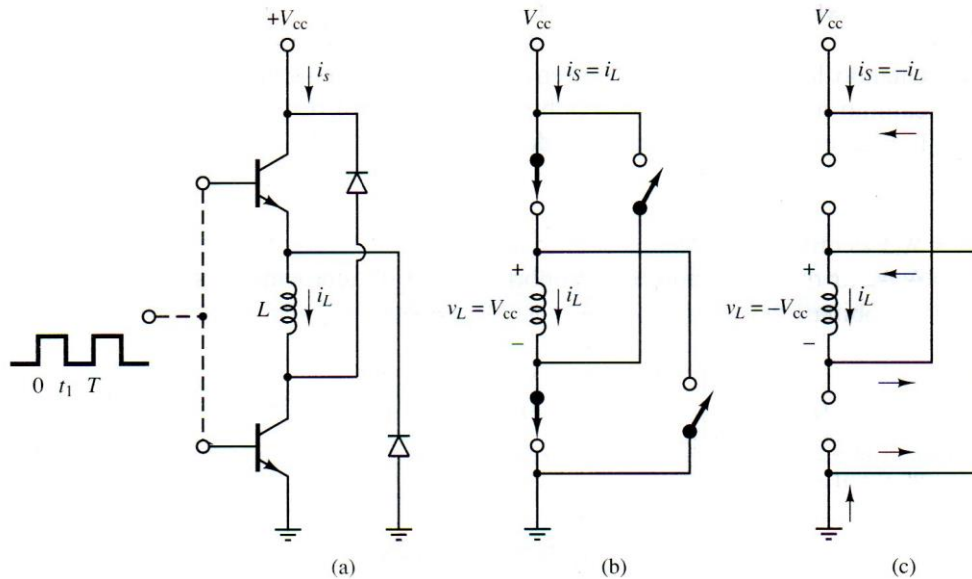 +Vcc
is
L
iL
0 t1 T
(a)
Vcc
iS = iL
+
vL = Vcc
iL
–
(b)
Vcc
iS = –iL
+
vL = –Vcc
iL
–
(c)